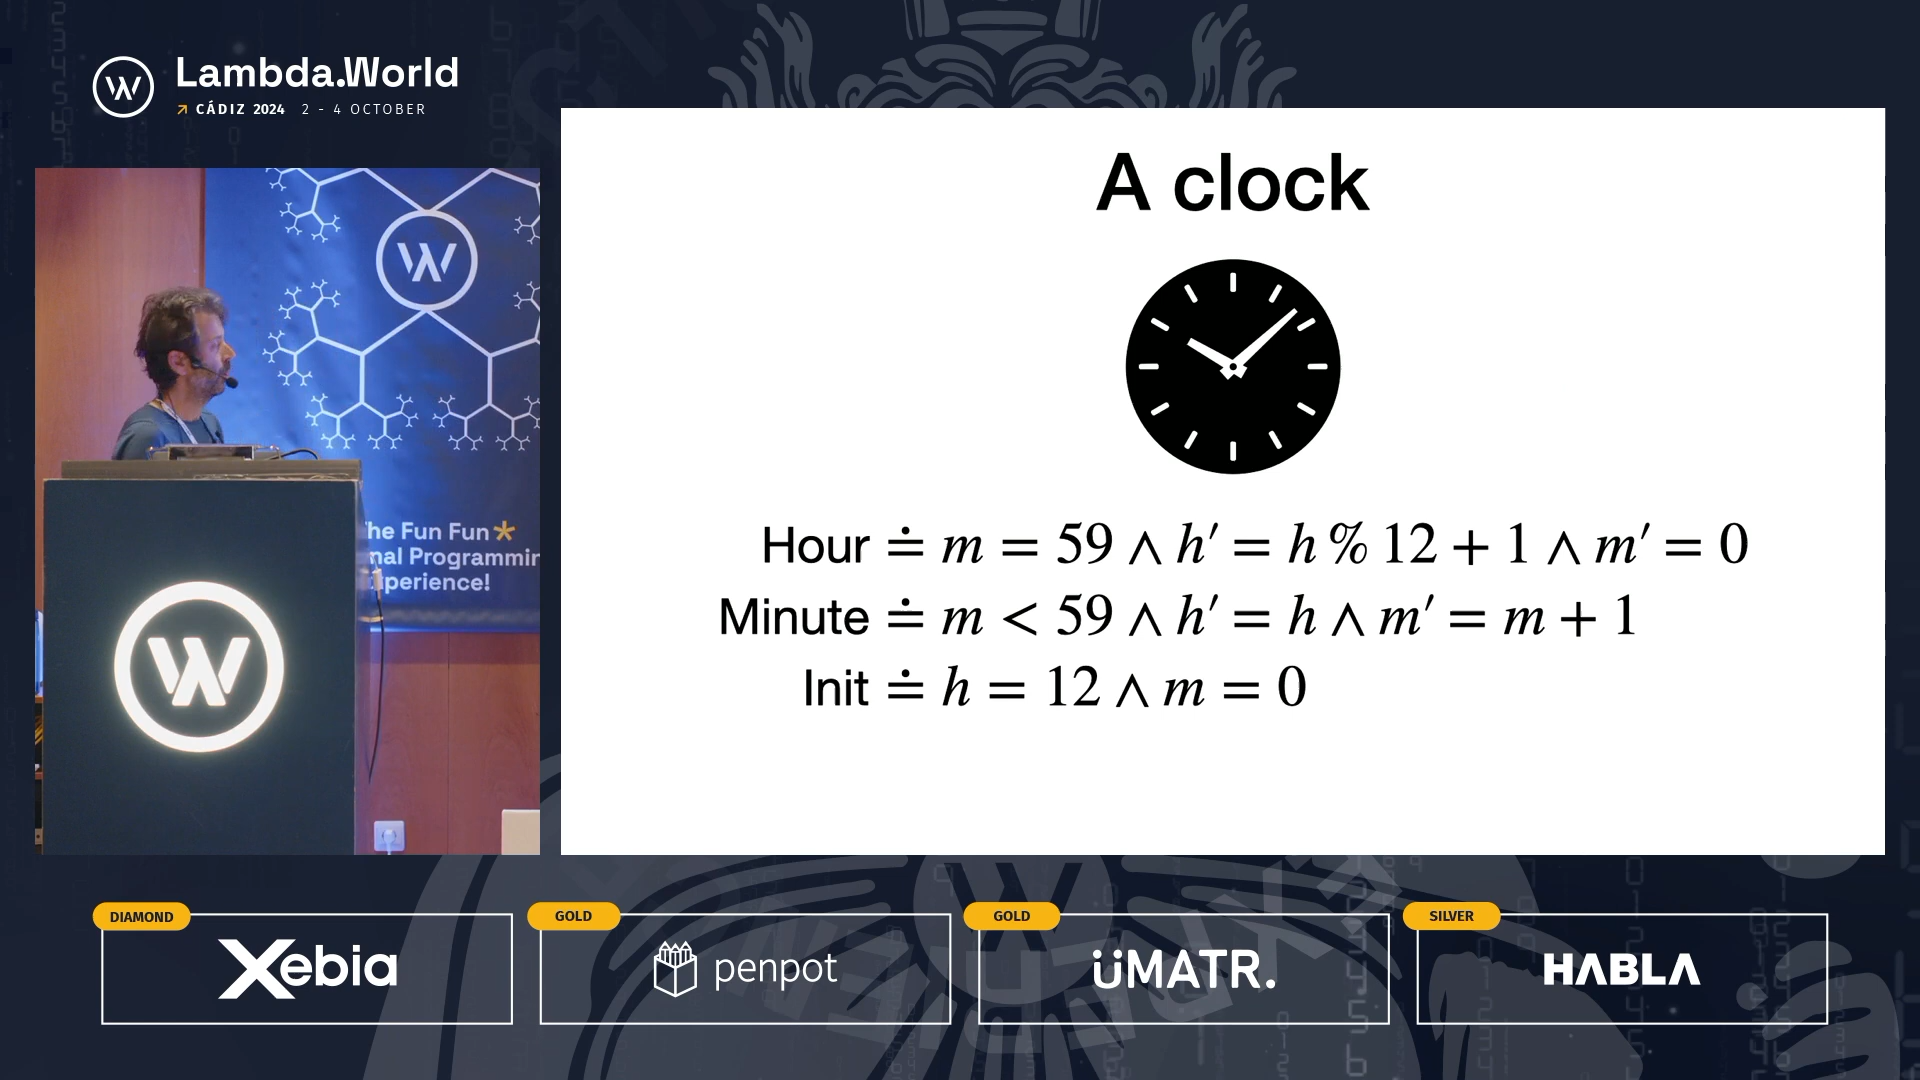 Lambda.World
CÁDIZ 2024 2 - 4 OCTOBER
A clock
Hour ≐ m = 59 ∧ h′ = h % 12 + 1 ∧ m′ = 0
Minute ≐ m < 59 ∧ h′ = h ∧ m′ = m + 1
Init ≐ h = 12 ∧ m = 0
he Fun Fun*
nal Programmin
xperience!
DIAMOND
Xebia
GOLD
penpot
GOLD
üMATR.
SILVER
HABLA